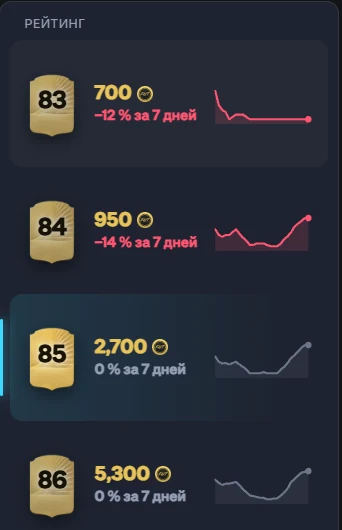 РЕЙТИНГ
83
700
−12 % за 7 дней
84
950
−14 % за 7 дней
85
2,700
0 % за 7 дней
86
5,300
0 % за 7 дней